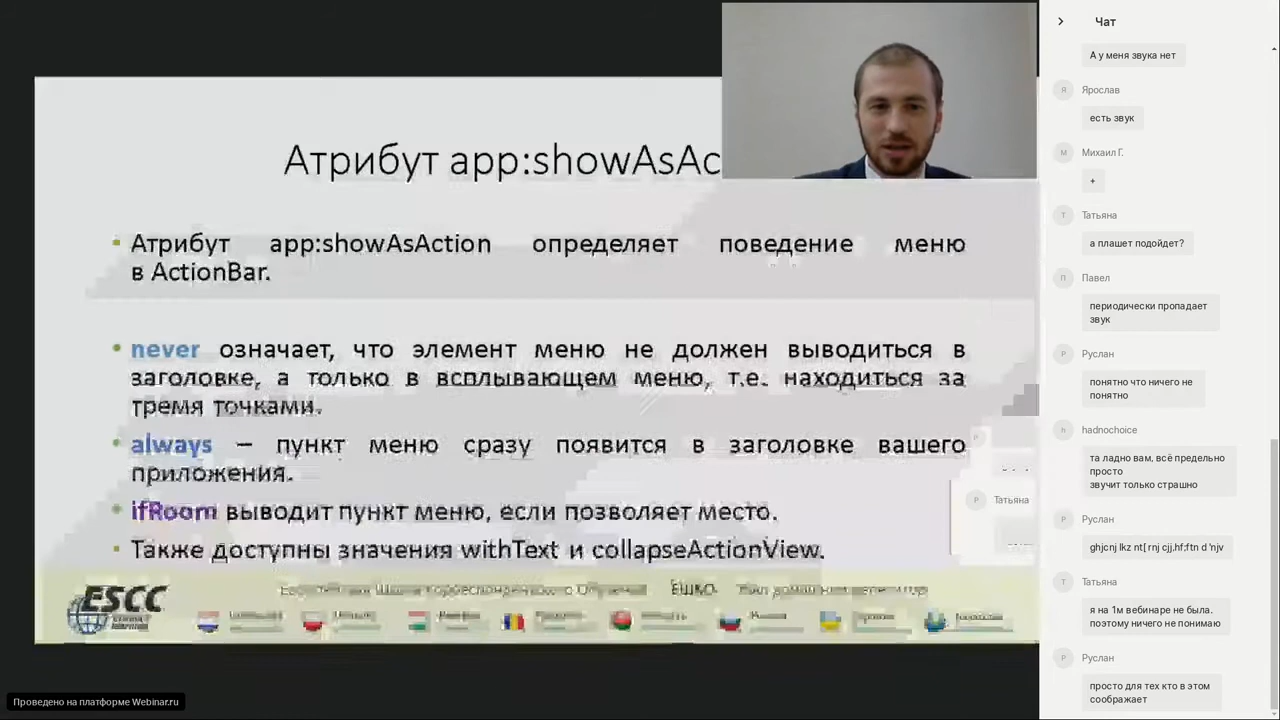 Атрибут app:showAsAc
Атрибут app:showAsAction определяет поведение меню
в ActionBar.
never означает, что элемент меню не должен выводиться в
заголовке, а только в всплывающем меню, т.е. находиться за
тремя точками.
always – пункт меню сразу появится в заголовке вашего
приложения.
ifRoom выводит пункт меню, если позволяет место.
Также доступны значения withText и collapseActionView.
Р
Р
Татьяна
ESCC
ЕШКО
Проведено на платформе Webinar.ru
Чат
А у меня звука нет
Я
Ярослав
есть звук
М
Михаил Г.
+
Т
Татьяна
а плашет подойдет?
П
Павел
периодически пропадает
звук
Р
Руслан
понятно что ничего не
понятно
h
hadnochoice
та ладно вам, всё предельно
просто
звучит только страшно
Р
Руслан
ghjcnj lkz nt[ rnj cjj,hf;ftn d 'njv
Т
Татьяна
я на 1м вебинаре не была.
поэтому ничего не понимаю
Р
Руслан
просто для тех кто в этом
соображает